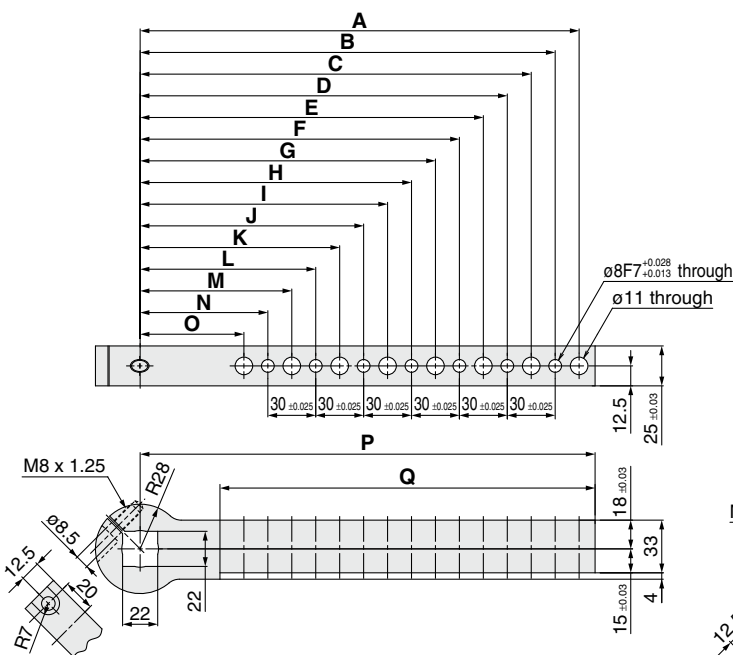 A
B
C
D
E
F
G
H
I
J
K
L
M
N
O
ø8F7 +0.028 +0.013 through
ø11 through
30 ±0.025 30 ±0.025 30 ±0.025 30 ±0.025 30 ±0.025 30 ±0.025
12.5
25 ±0.03
P
Q
M8 x 1.25
R28
ø8.5
12.5
20
R7
22
22
18 ±0.03
33
15 ±0.03
4